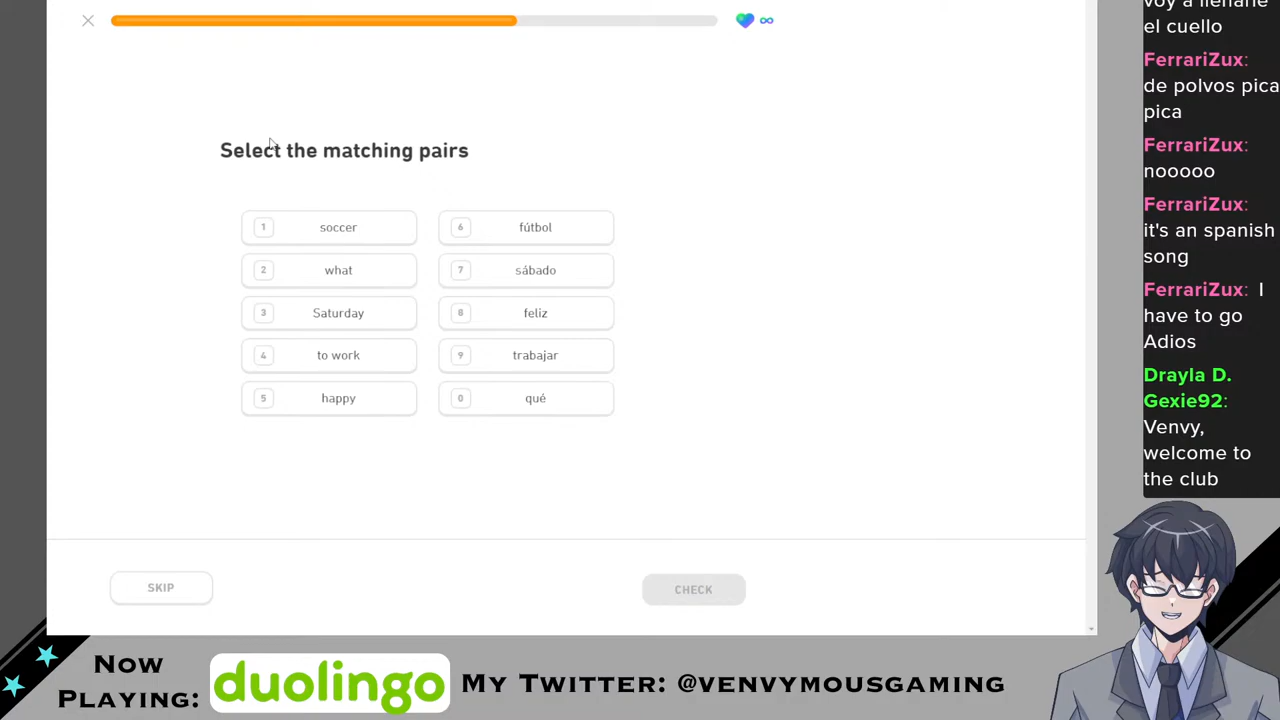 ∞
Select the matching pairs
1 soccer
6 fútbol
2 what
7 sábado
3 Saturday
8 feliz
4 to work
9 trabajar
5 happy
0 qué
SKIP
CHECK
el cuello
FerrariZux:
de polvos pica
pica
FerrariZux:
nooooo
FerrariZux:
it's an spanish
song
FerrariZux: I
have to go
Adios
Drayla D.
Gexie92:
Venvy,
welcome to
the club
Now
Playing:
duolingo
My Twitter: @venvymousgaming